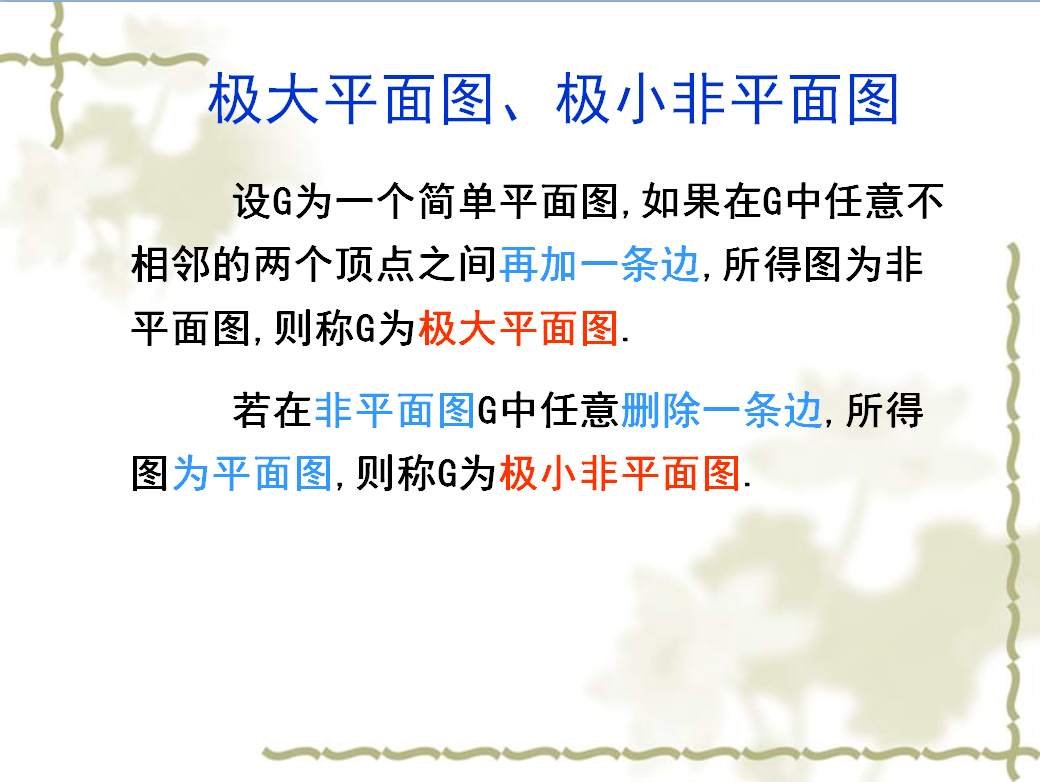 极大平面图、极小非平面图
设G为一个简单平面图,如果在G中任意不
相邻的两个顶点之间再加一条边,所得图为非
平面图,则称G为极大平面图.
若在非平面图G中任意删除一条边,所得
图为平面图,则称G为极小非平面图.